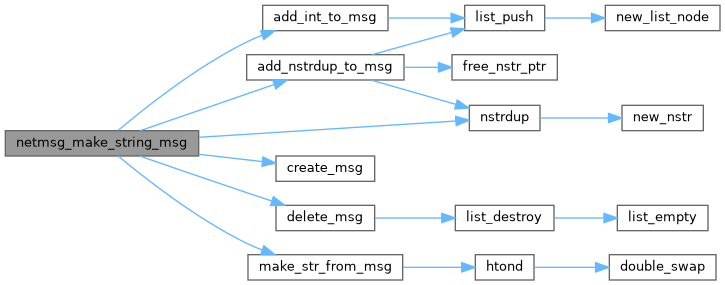 add_int_to_msg
list_push
new_list_node
add_nstrdup_to_msg
free_nstr_ptr
nstrdup
new_nstr
netmsg_make_string_msg
create_msg
delete_msg
list_destroy
list_empty
make_str_from_msg
htond
double_swap